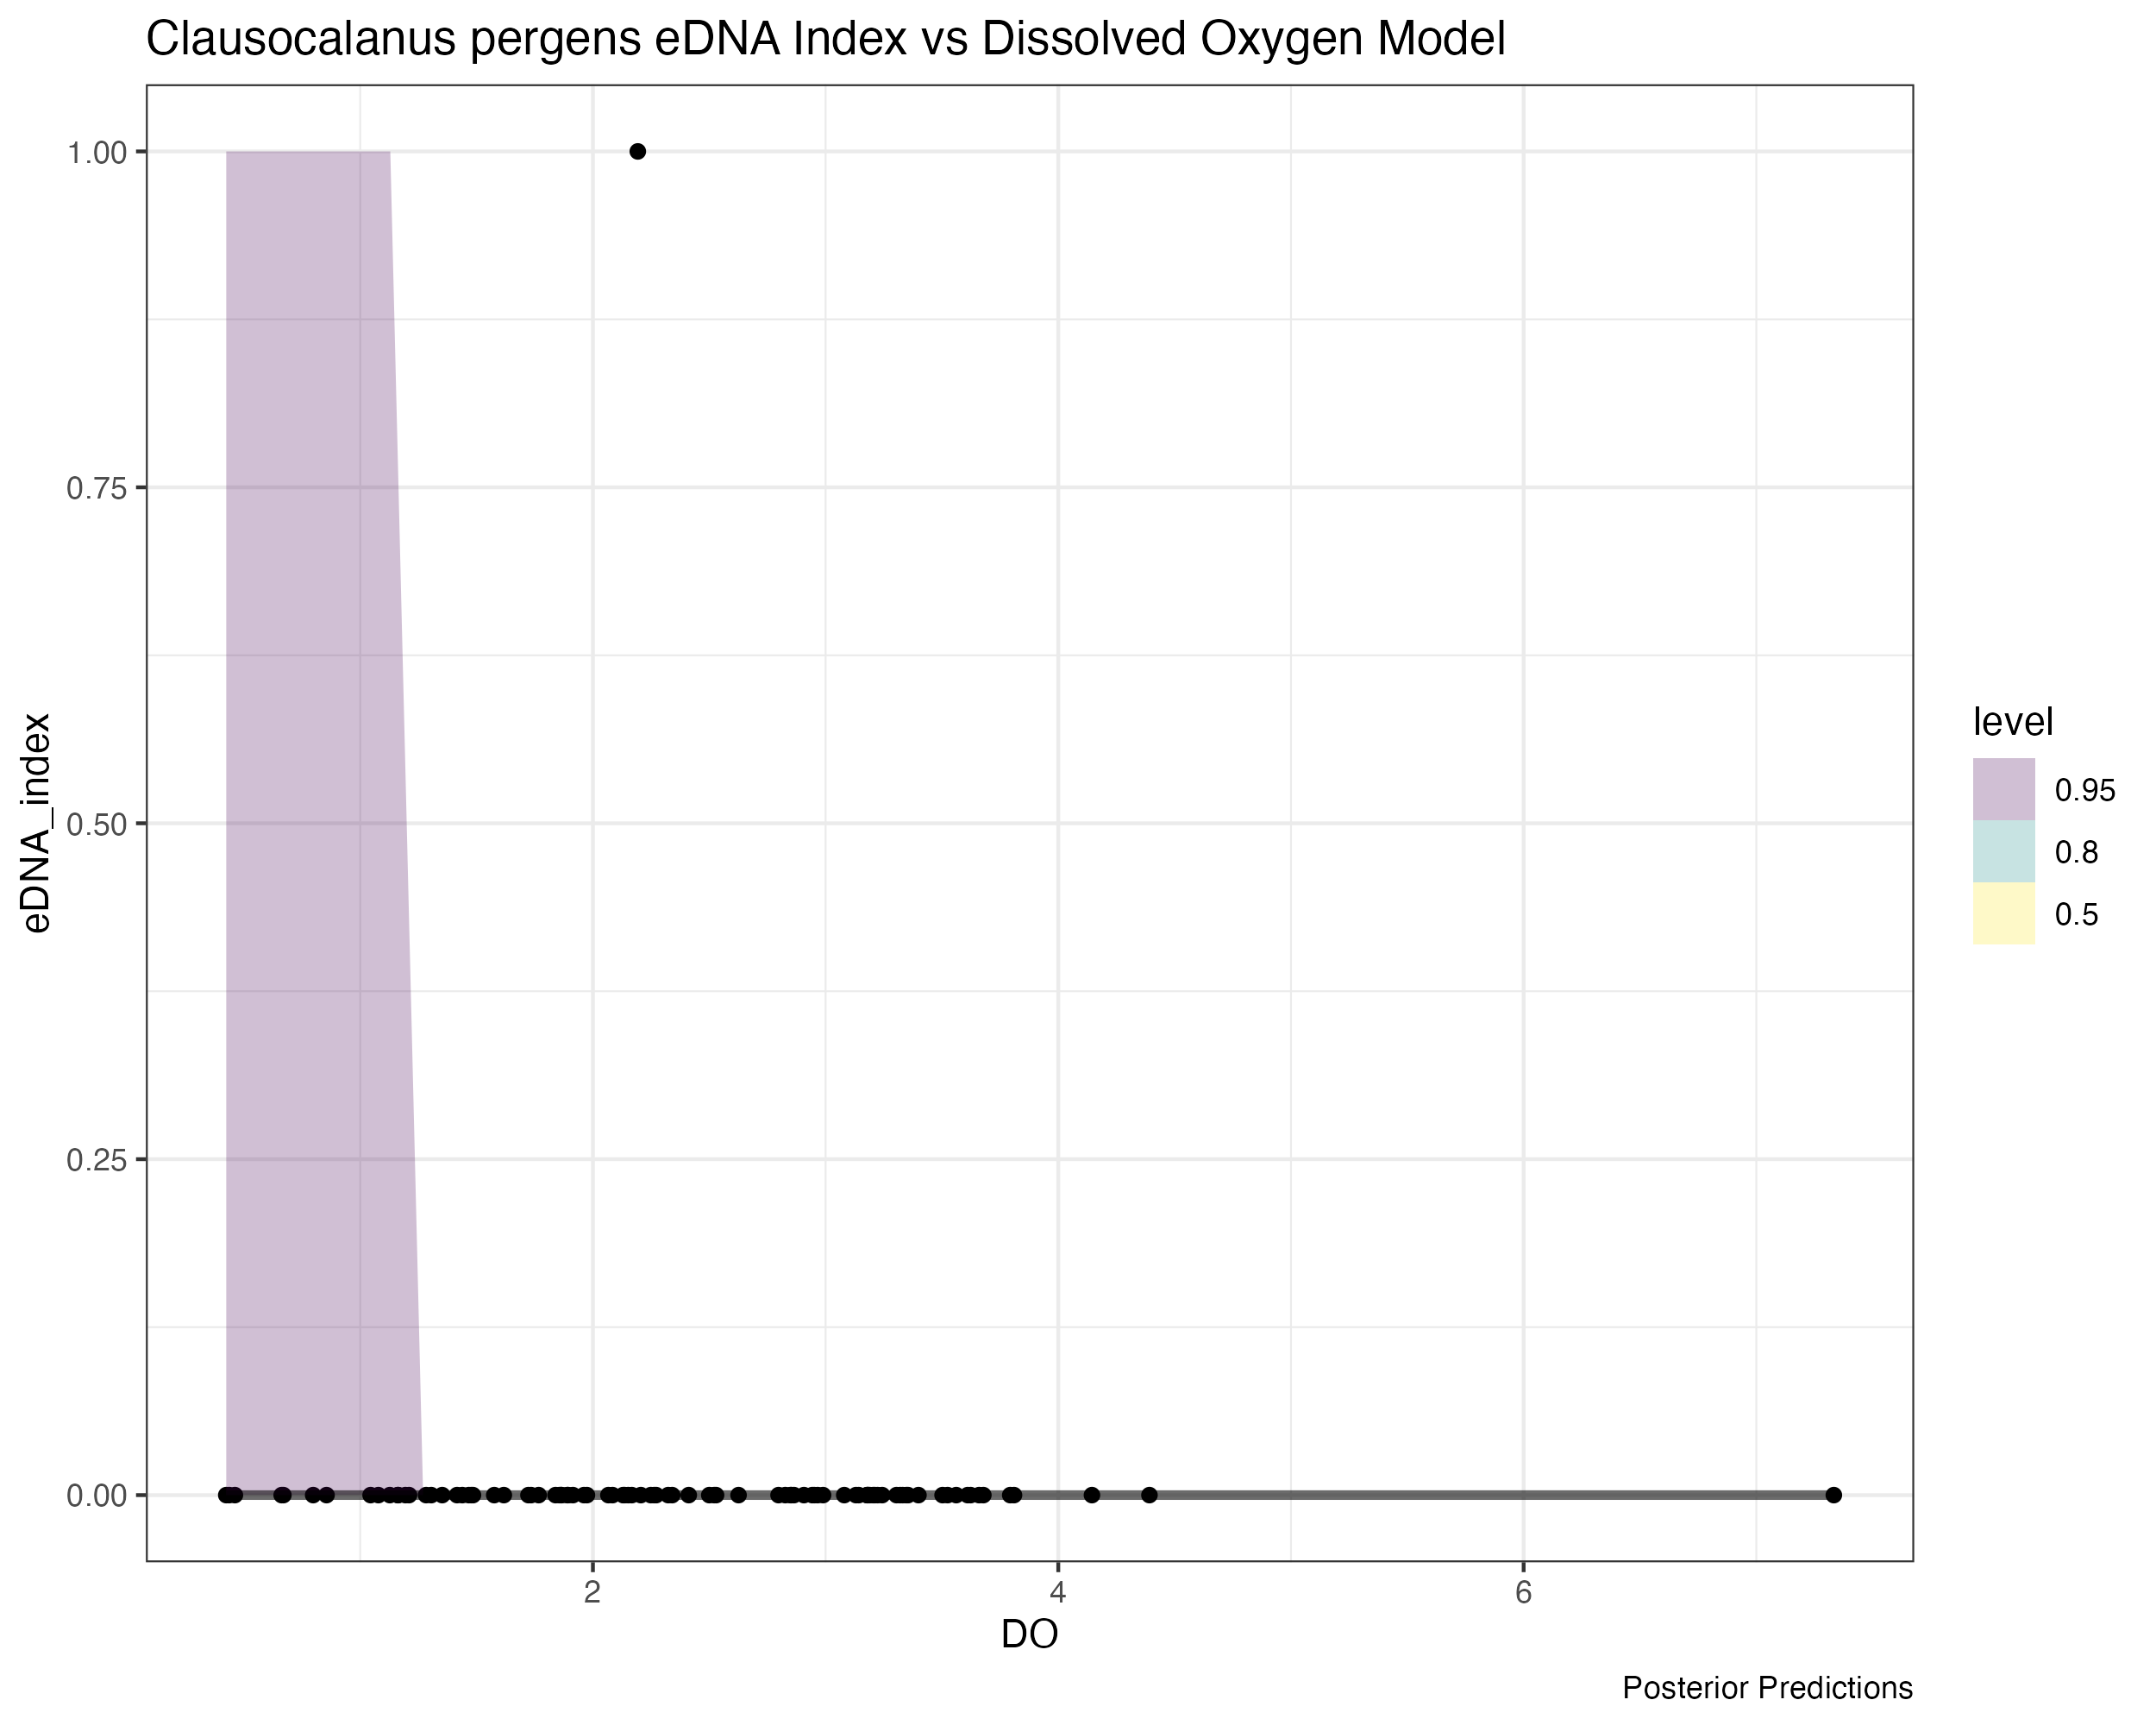 Clausocalanus pergens eDNA Index vs Dissolved Oxygen Model
1.00
0.75
0.50
0.25
0.00
eDNA_index
2
4
6
DO
level
0.95
0.8
0.5
Posterior Predictions